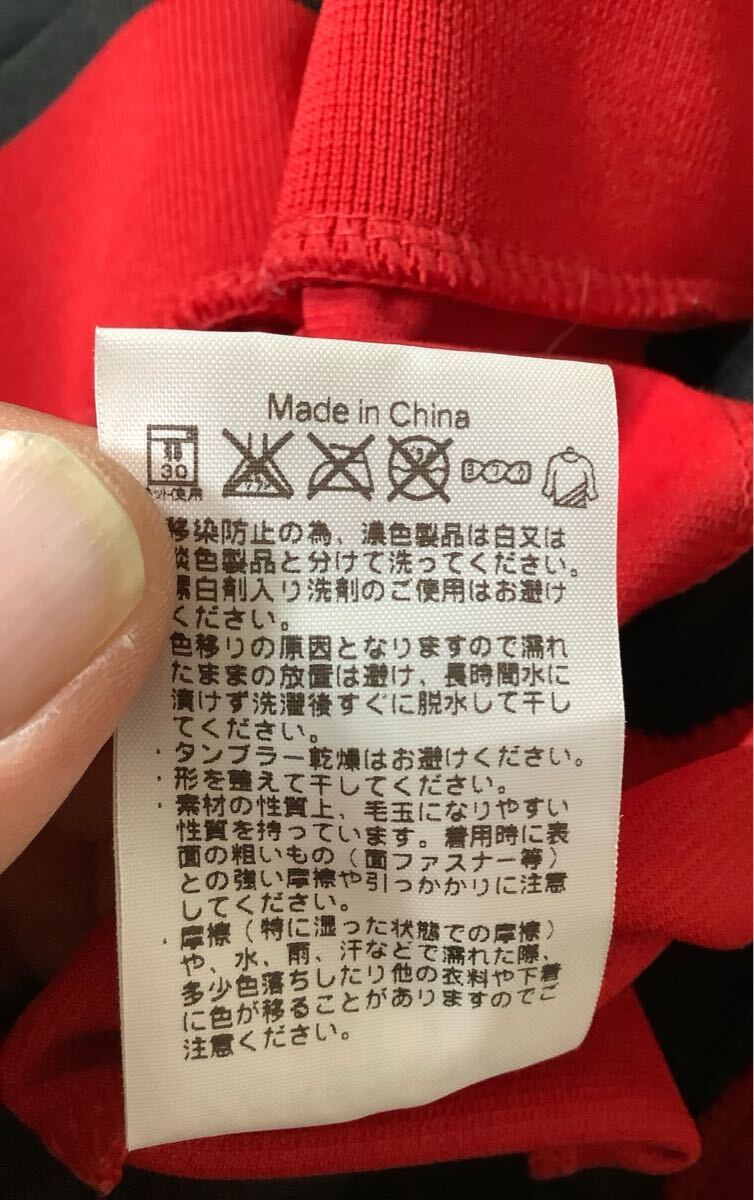 Made in China
弱
30
ネット使用
エンソサラシ
ヨワク
移染防止の為、濃色製品は白又は
淡色製品と分けて洗ってください。
漂白剤入り洗剤のご使用はお避け
ください。
色移りの原因となりますので濡れ
たままの放置は避け、長時間水に
漬けず洗濯後すぐに脱水して干し
てください。
・タンブラー乾燥はお避けください。
・形を整えて干してください。
・素材の性質上、毛玉になりやすい
性質を持っています。着用時に表
面の粗いもの（面ファスナー等）
との強い摩擦や引っかかりに注意
してください。
・摩擦（特に湿った状態での摩擦）
や、水、雨、汗などで濡れた際、
多少色落ちしたり他の衣料や下着
に色が移ることがありますのでご
注意ください。